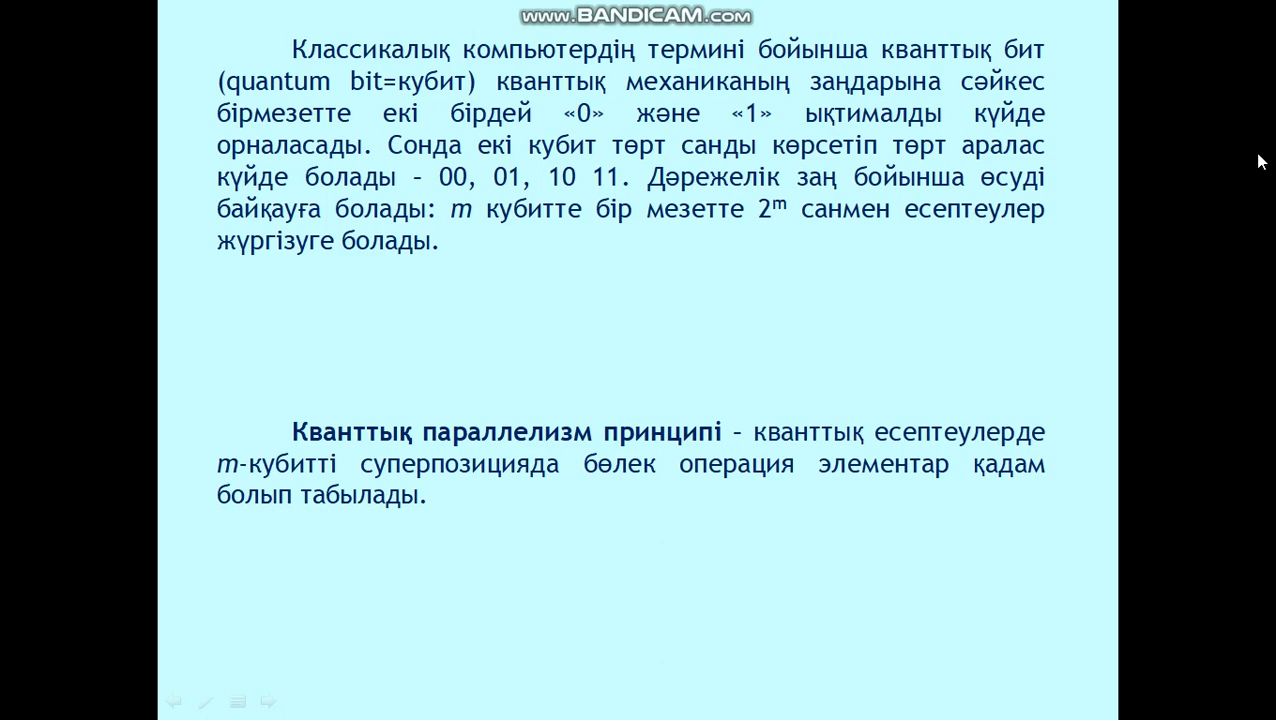 www.BANDICAM.com
Классикалық компьютердің термині бойынша кванттық бит
(quantum bit=кубит) кванттық механиканың заңдарына сәйкес
бірмезетте екі бірдей «0» және «1» ықтималды күйде
орналасады. Сонда екі кубит төрт санды көрсетіп төрт аралас
күйде болады – 00, 01, 10 11. Дәрежелік заң бойынша өсуді
байқауға болады: m кубитте бір мезетте 2ᵐ санмен есептеулер
жүргізуге болады.
Кванттық параллелизм принципі – кванттық есептеулерде
m-кубитті суперпозицияда бөлек операция элементар қадам
болып табылады.